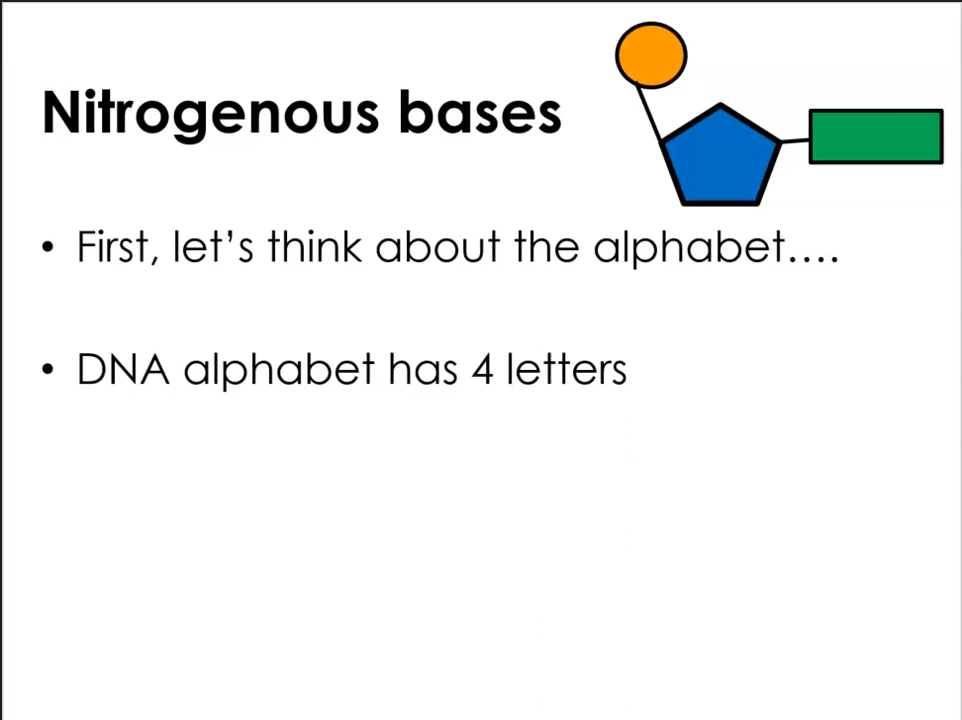 Nitrogenous bases
• First, let’s think about the alphabet….
• DNA alphabet has 4 letters